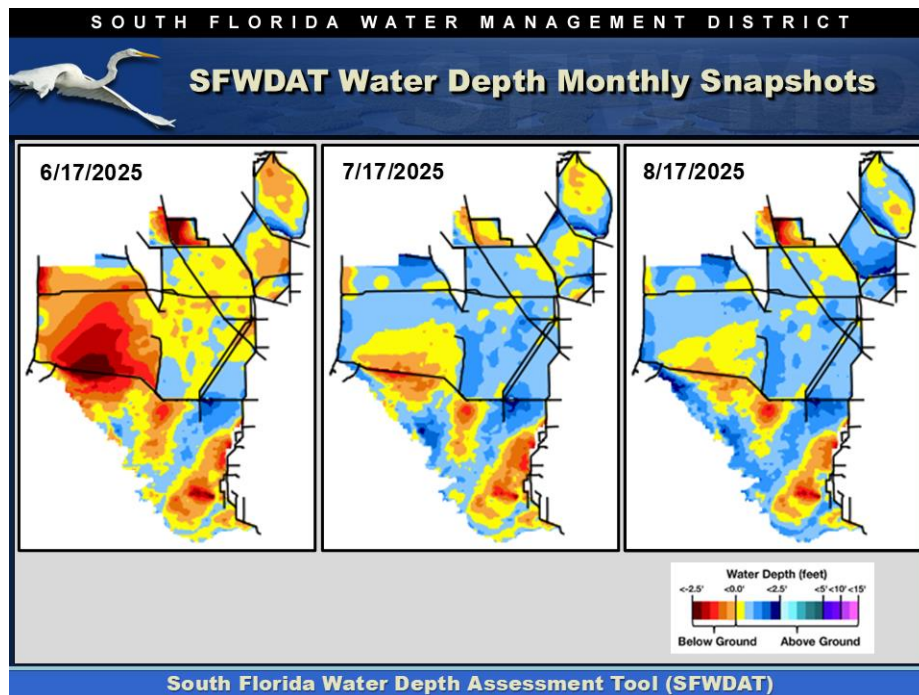 SOUTH FLORIDA WATER MANAGEMENT DISTRICT
SFWDAT Water Depth Monthly Snapshots
6/17/2025 7/17/2025 8/17/2025
Water Depth (feet)
<-2.5' <0.0' <2.5' <5' <10' <15'
Below Ground Above Ground
South Florida Water Depth Assessment Tool (SFWDAT)